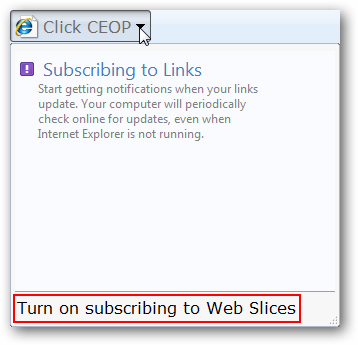 Click CEOP
Subscribing to Links
Start getting notifications when your links
update. Your computer will periodically
check online for updates, even when
Internet Explorer is not running.
Turn on subscribing to Web Slices